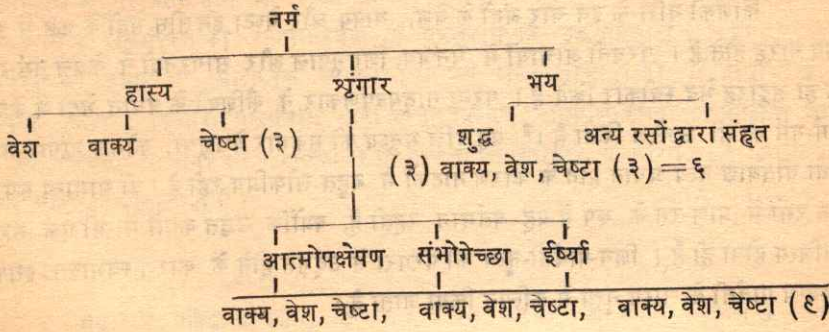 नर्म
हास्य श्रृंगार भय
वेश वाक्य चेष्टा (३) शुद्ध अन्य रसों द्वारा संहृत
(३) वाक्य, वेश, चेष्टा (३)=६
आत्मोपक्षेपण संभोगेच्छा ईर्ष्या
वाक्य, वेश, चेष्टा, वाक्य, वेश, चेष्टा, वाक्य, वेश, चेष्टा (९)